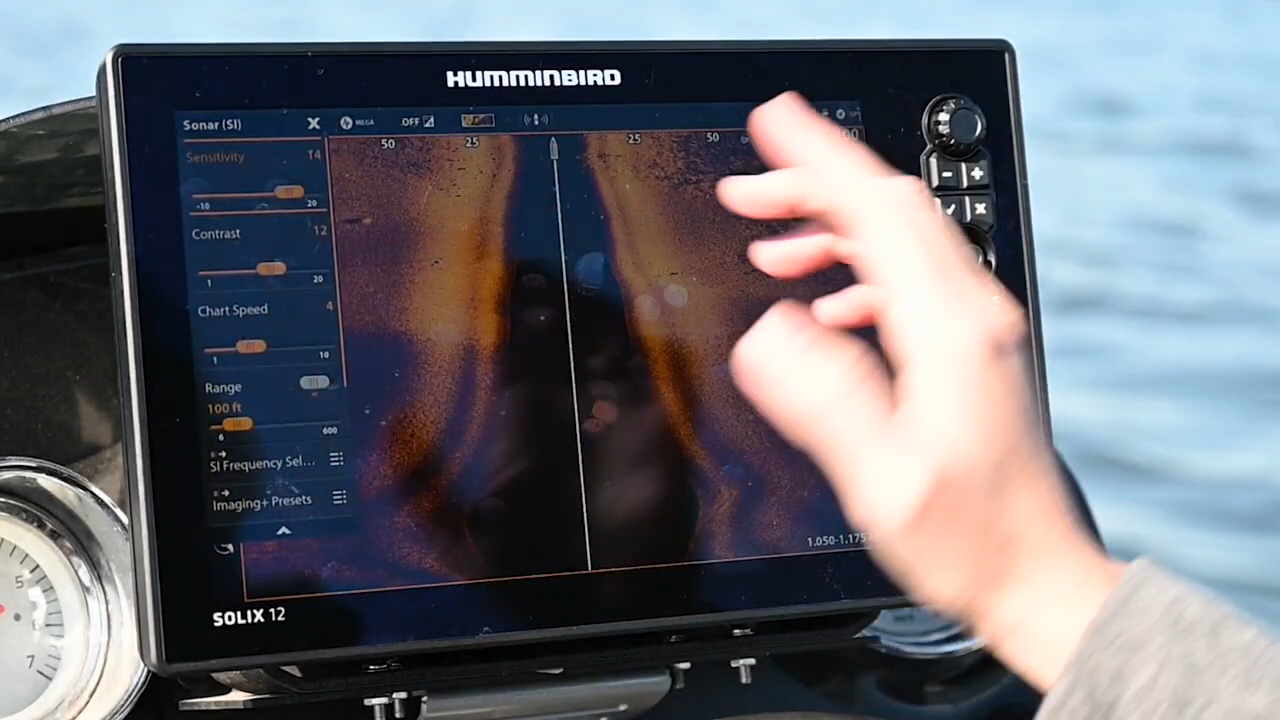 HUMMINBIRD
Sonar (SI) X MEGA OFF
50 25 25 50
Sensitivity 14
-10 20
Contrast 12
1 20
Chart Speed 4
1 10
Range
100 ft
6 600
SI Frequency Sel...
Imaging+ Presets
1.050-1.175
SOLIX 12
5
7